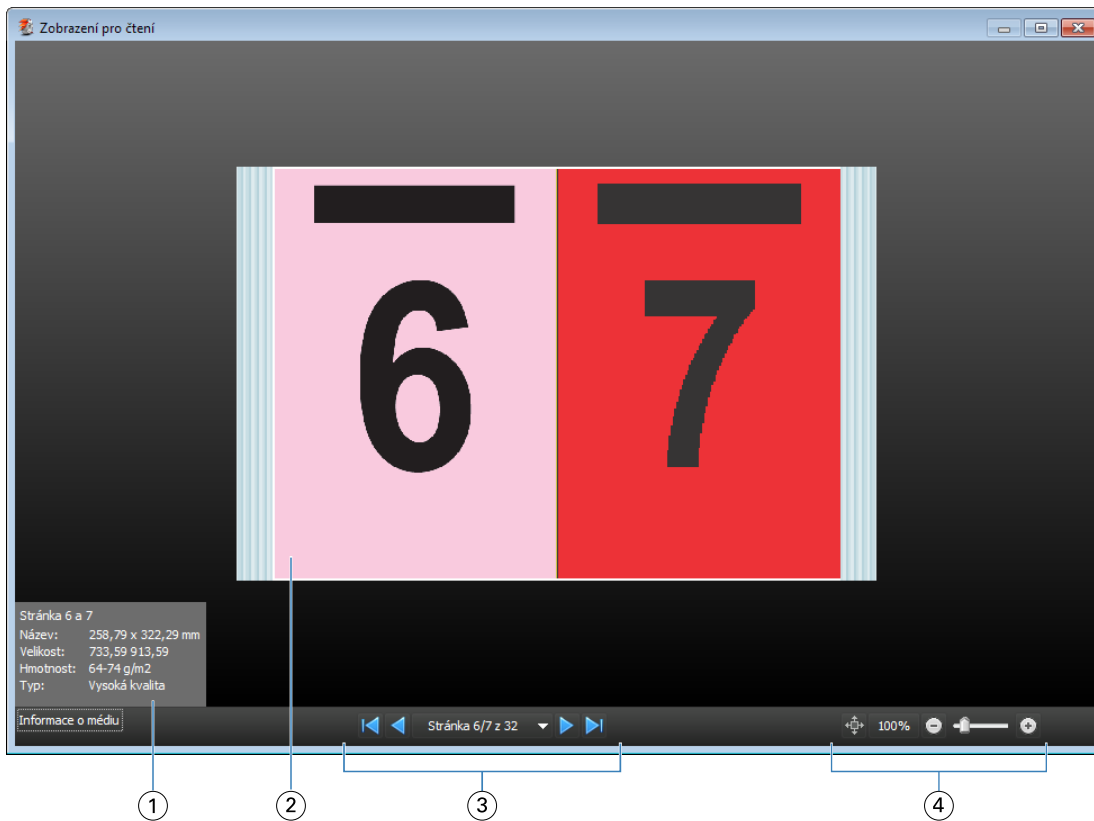 Zobrazení pro čtení
6 7
Stránka 6 a 7
Název: 258,79 x 322,29 mm
Velikost: 733,59 913,59
Hmotnost: 64-74 g/m2
Typ: Vysoká kvalita
Informace o médiu
Stránka 6/7 z 32
100%
1 2 3 4